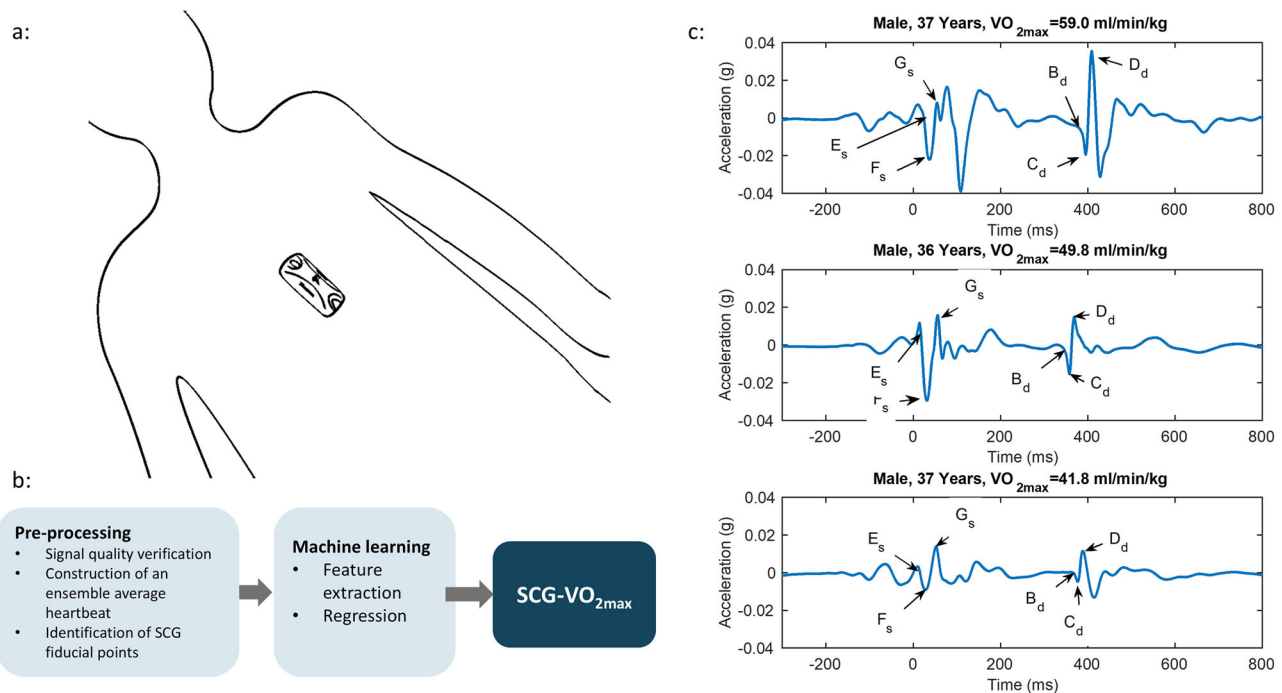 a:
b:
Pre-processing
• Signal quality verification
• Construction of an
ensemble average
heartbeat
• Identification of SCG
fiducial points
Machine learning
• Feature
extraction
• Regression
SCG-VO2max
c:
Male, 37 Years, VO2max=59.0 ml/min/kg
Acceleration (g)
0.04
0.02
0
-0.02
-0.04
Es
Fs
Gs
Bd
Cd
Dd
-200 0 200 400 600 800
Time (ms)
Male, 36 Years, VO2max=49.8 ml/min/kg
Acceleration (g)
0.04
0.02
0
-0.02
-0.04
Es
Gs
Bd
Cd
Dd
-200 0 200 400 600 800
Time (ms)
Male, 37 Years, VO2max=41.8 ml/min/kg
Acceleration (g)
0.04
0.02
0
-0.02
-0.04
Es
Fs
Gs
Bd
Cd
Dd
-200 0 200 400 600 800
Time (ms)